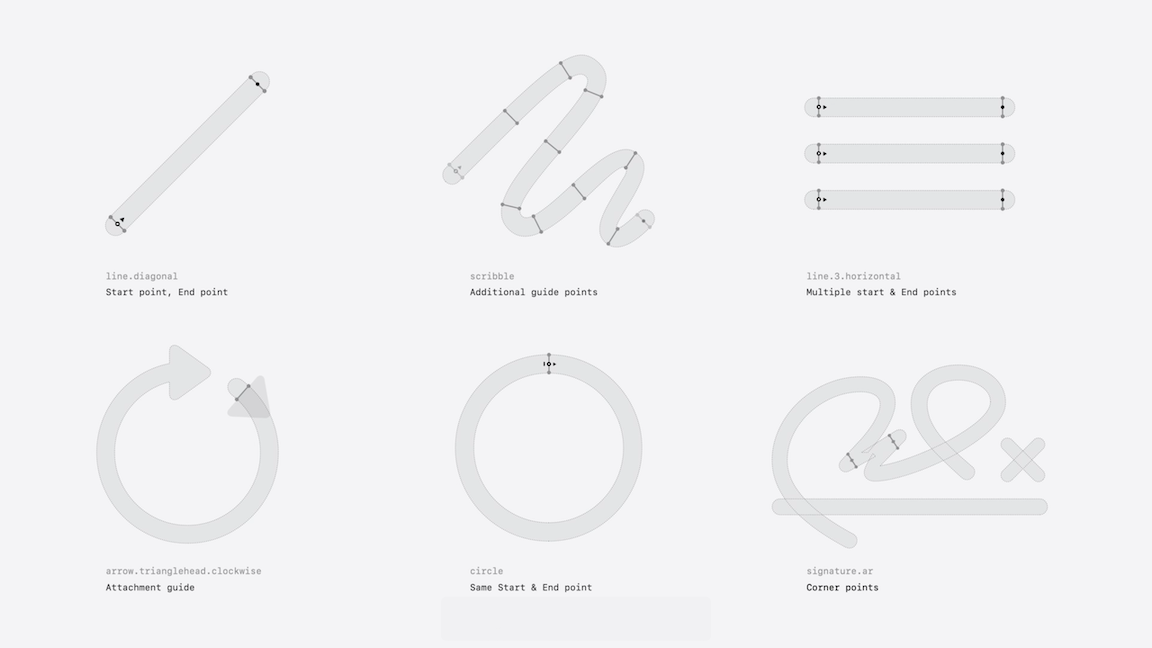 line.diagonal
Start point, End point
scribble
Additional guide points
line.3.horizontal
Multiple start & End points
arrow.trianglehead.clockwise
Attachment guide
circle
Same Start & End point
signature.ar
Corner points